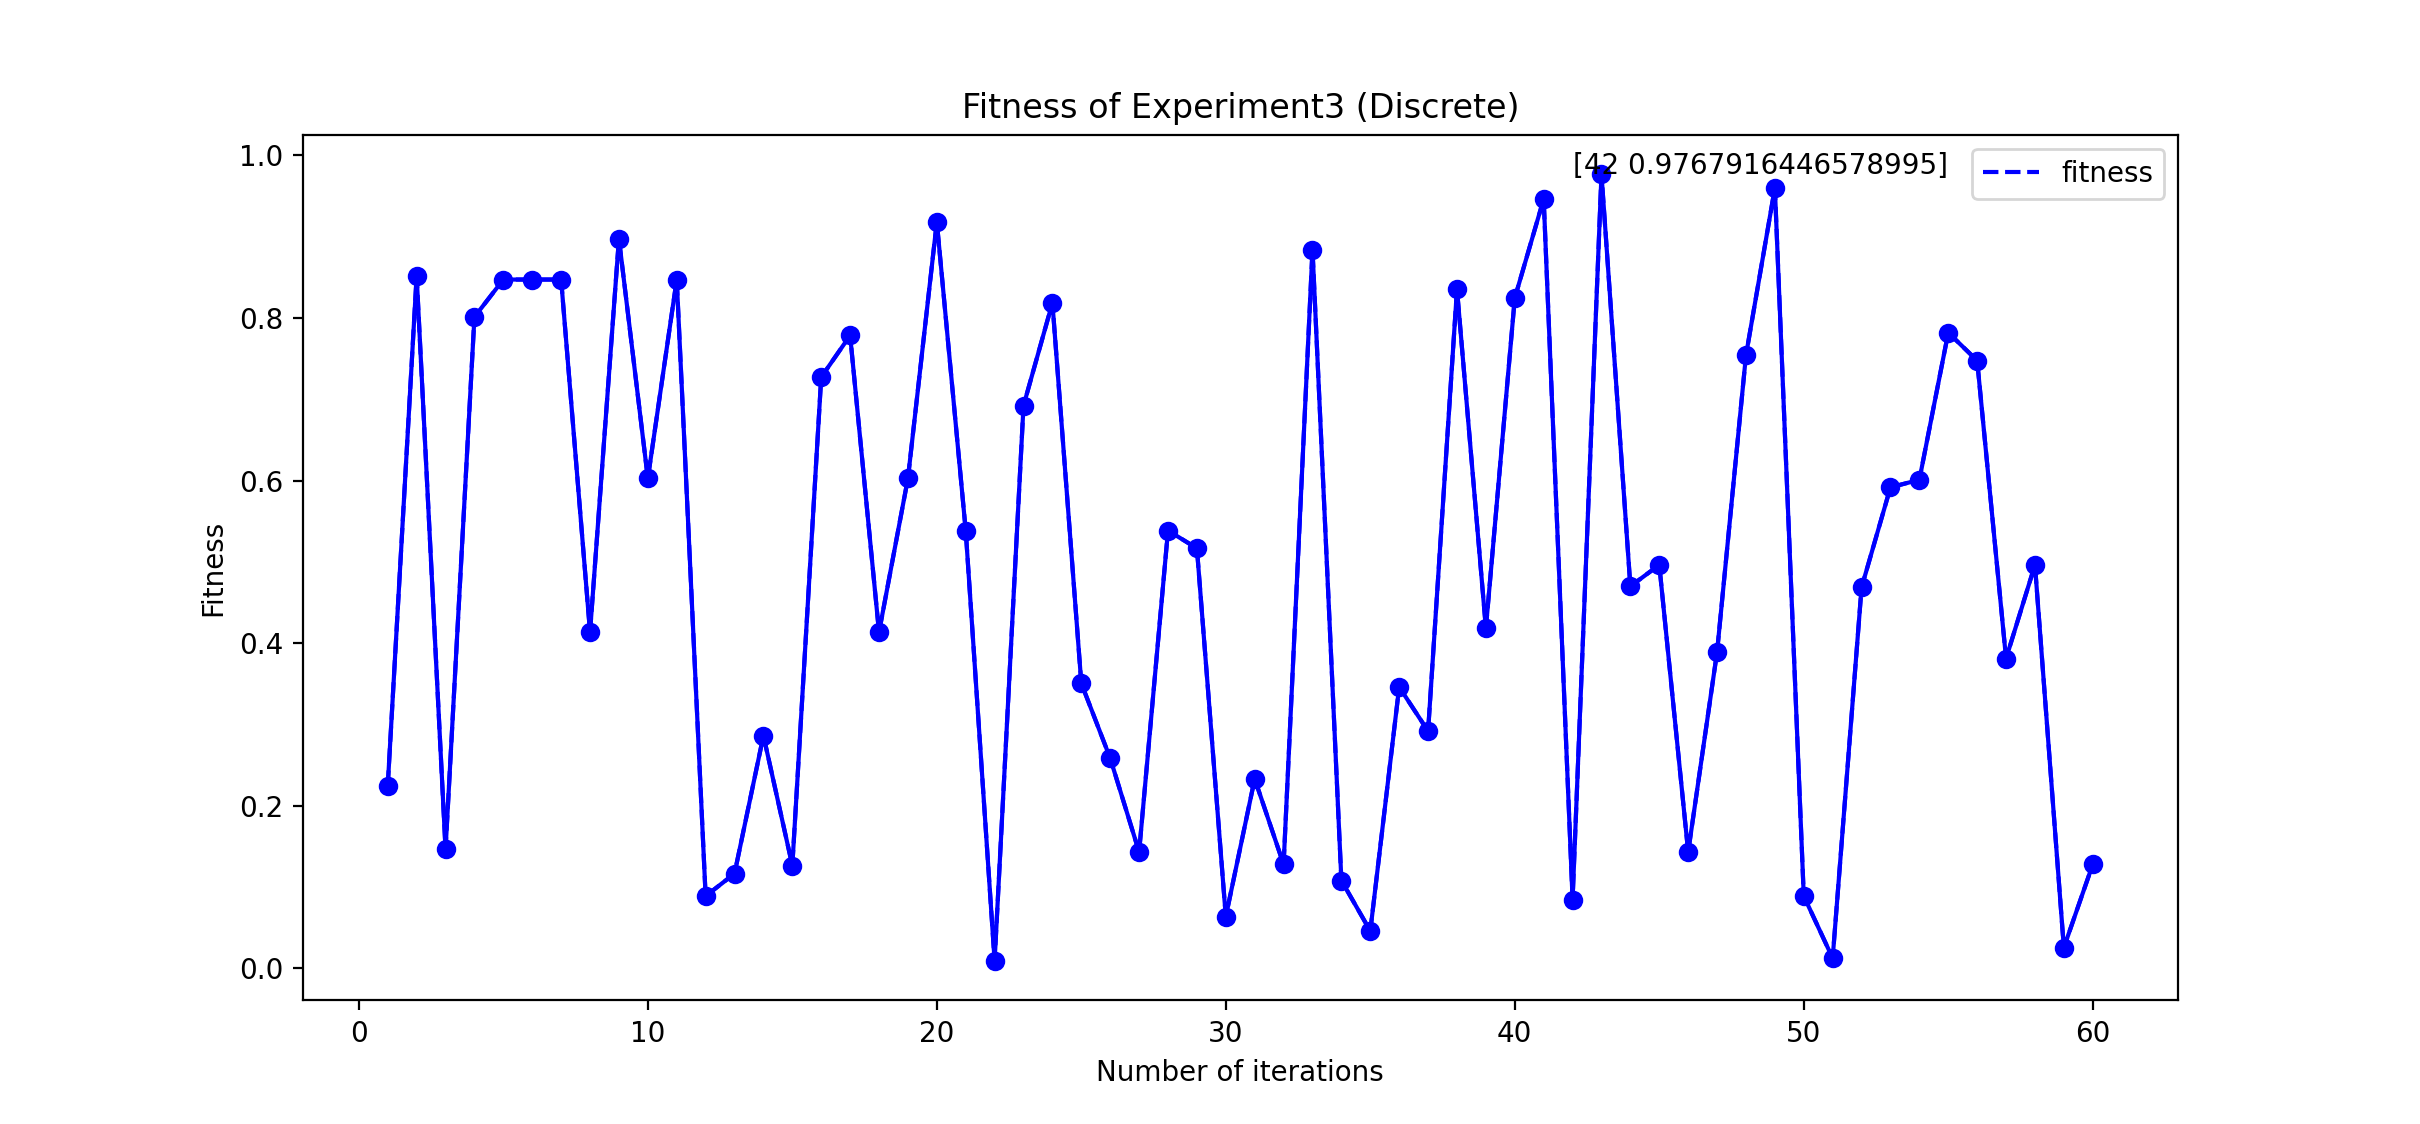 Fitness of Experiment3 (Discrete)
[42 0.9767916446578995]
fitness
1.0
0.8
0.6
0.4
0.2
0.0
Fitness
0 10 20 30 40 50 60
Number of iterations